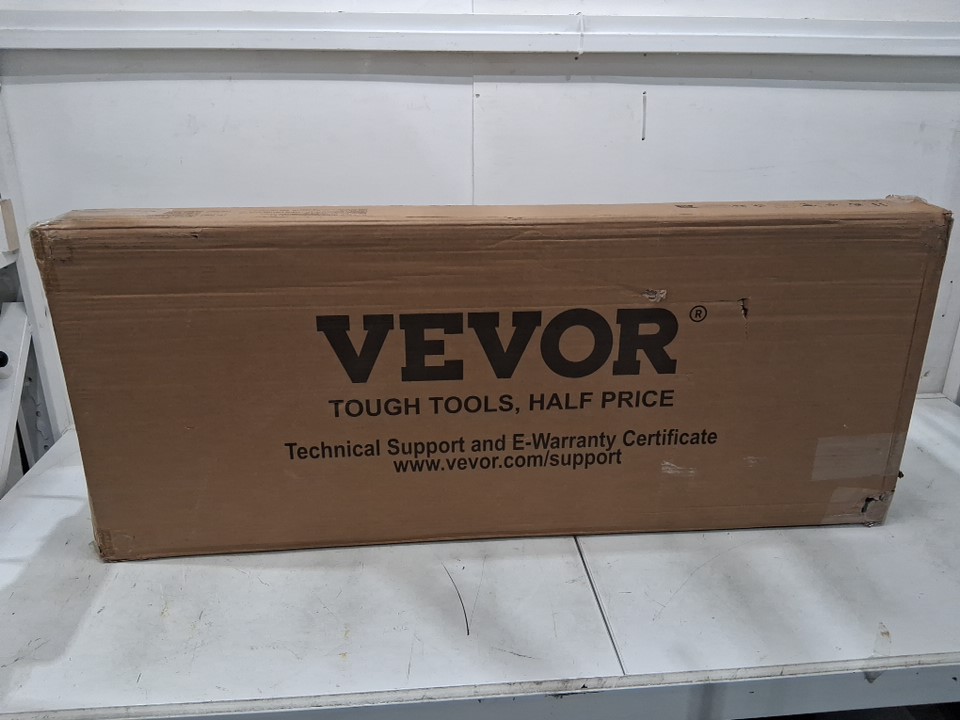 VEVOR®
TOUGH TOOLS, HALF PRICE
Technical Support and E-Warranty Certificate
www.vevor.com/support